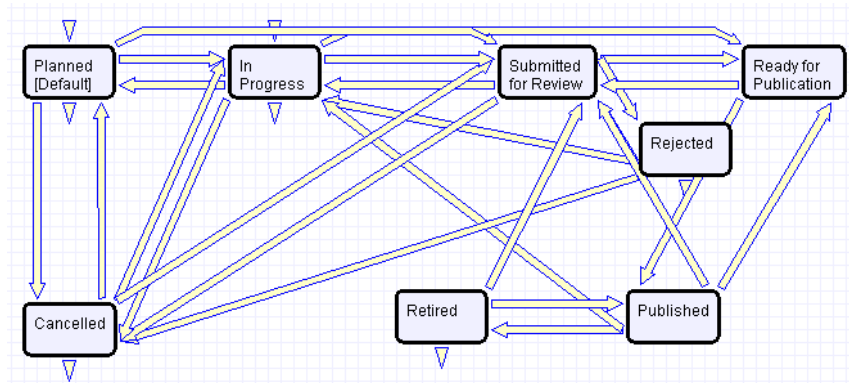 Planned
[Default]
In
Progress
Submitted
for Review
Ready for
Publication
Rejected
Cancelled
Retired
Published